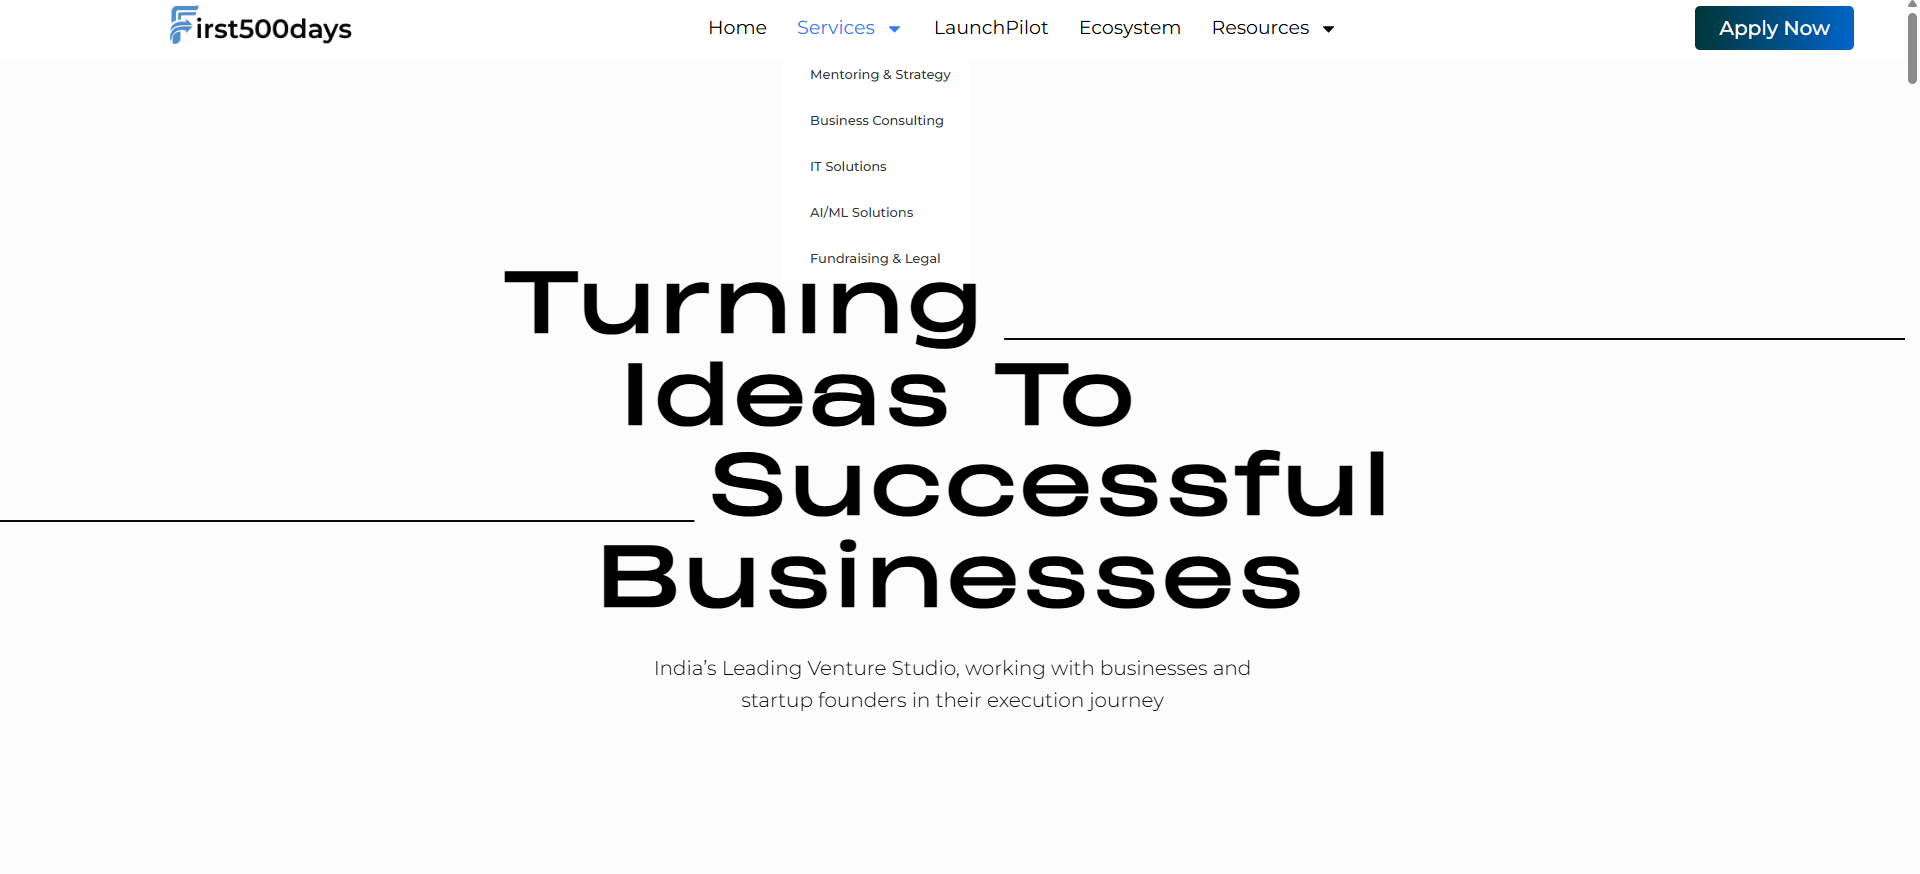 First500days
Home Services LaunchPilot Ecosystem Resources Apply Now
Mentoring & Strategy
Business Consulting
IT Solutions
AI/ML Solutions
Fundraising & Legal
Turning
Ideas To
Successful
Businesses
India’s Leading Venture Studio, working with businesses and
startup founders in their execution journey